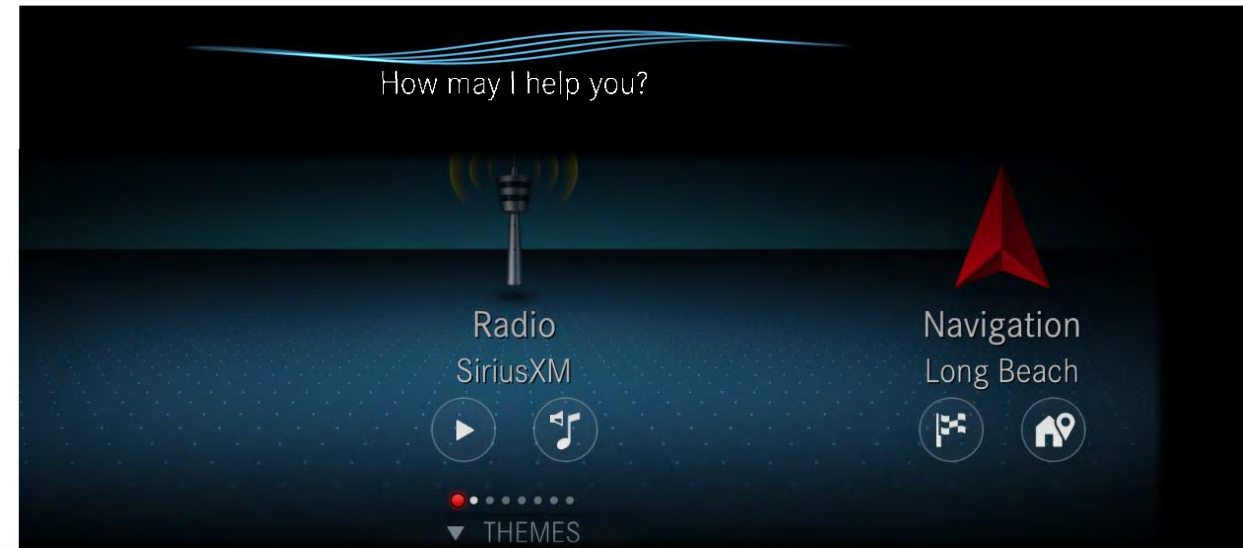 How may I help you?
Radio
SiriusXM
Navigation
Long Beach
THEMES